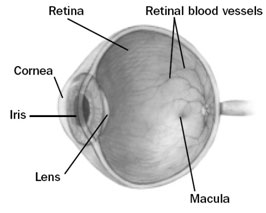 Retina
Retinal blood vessels
Cornea
Iris
Lens
Macula